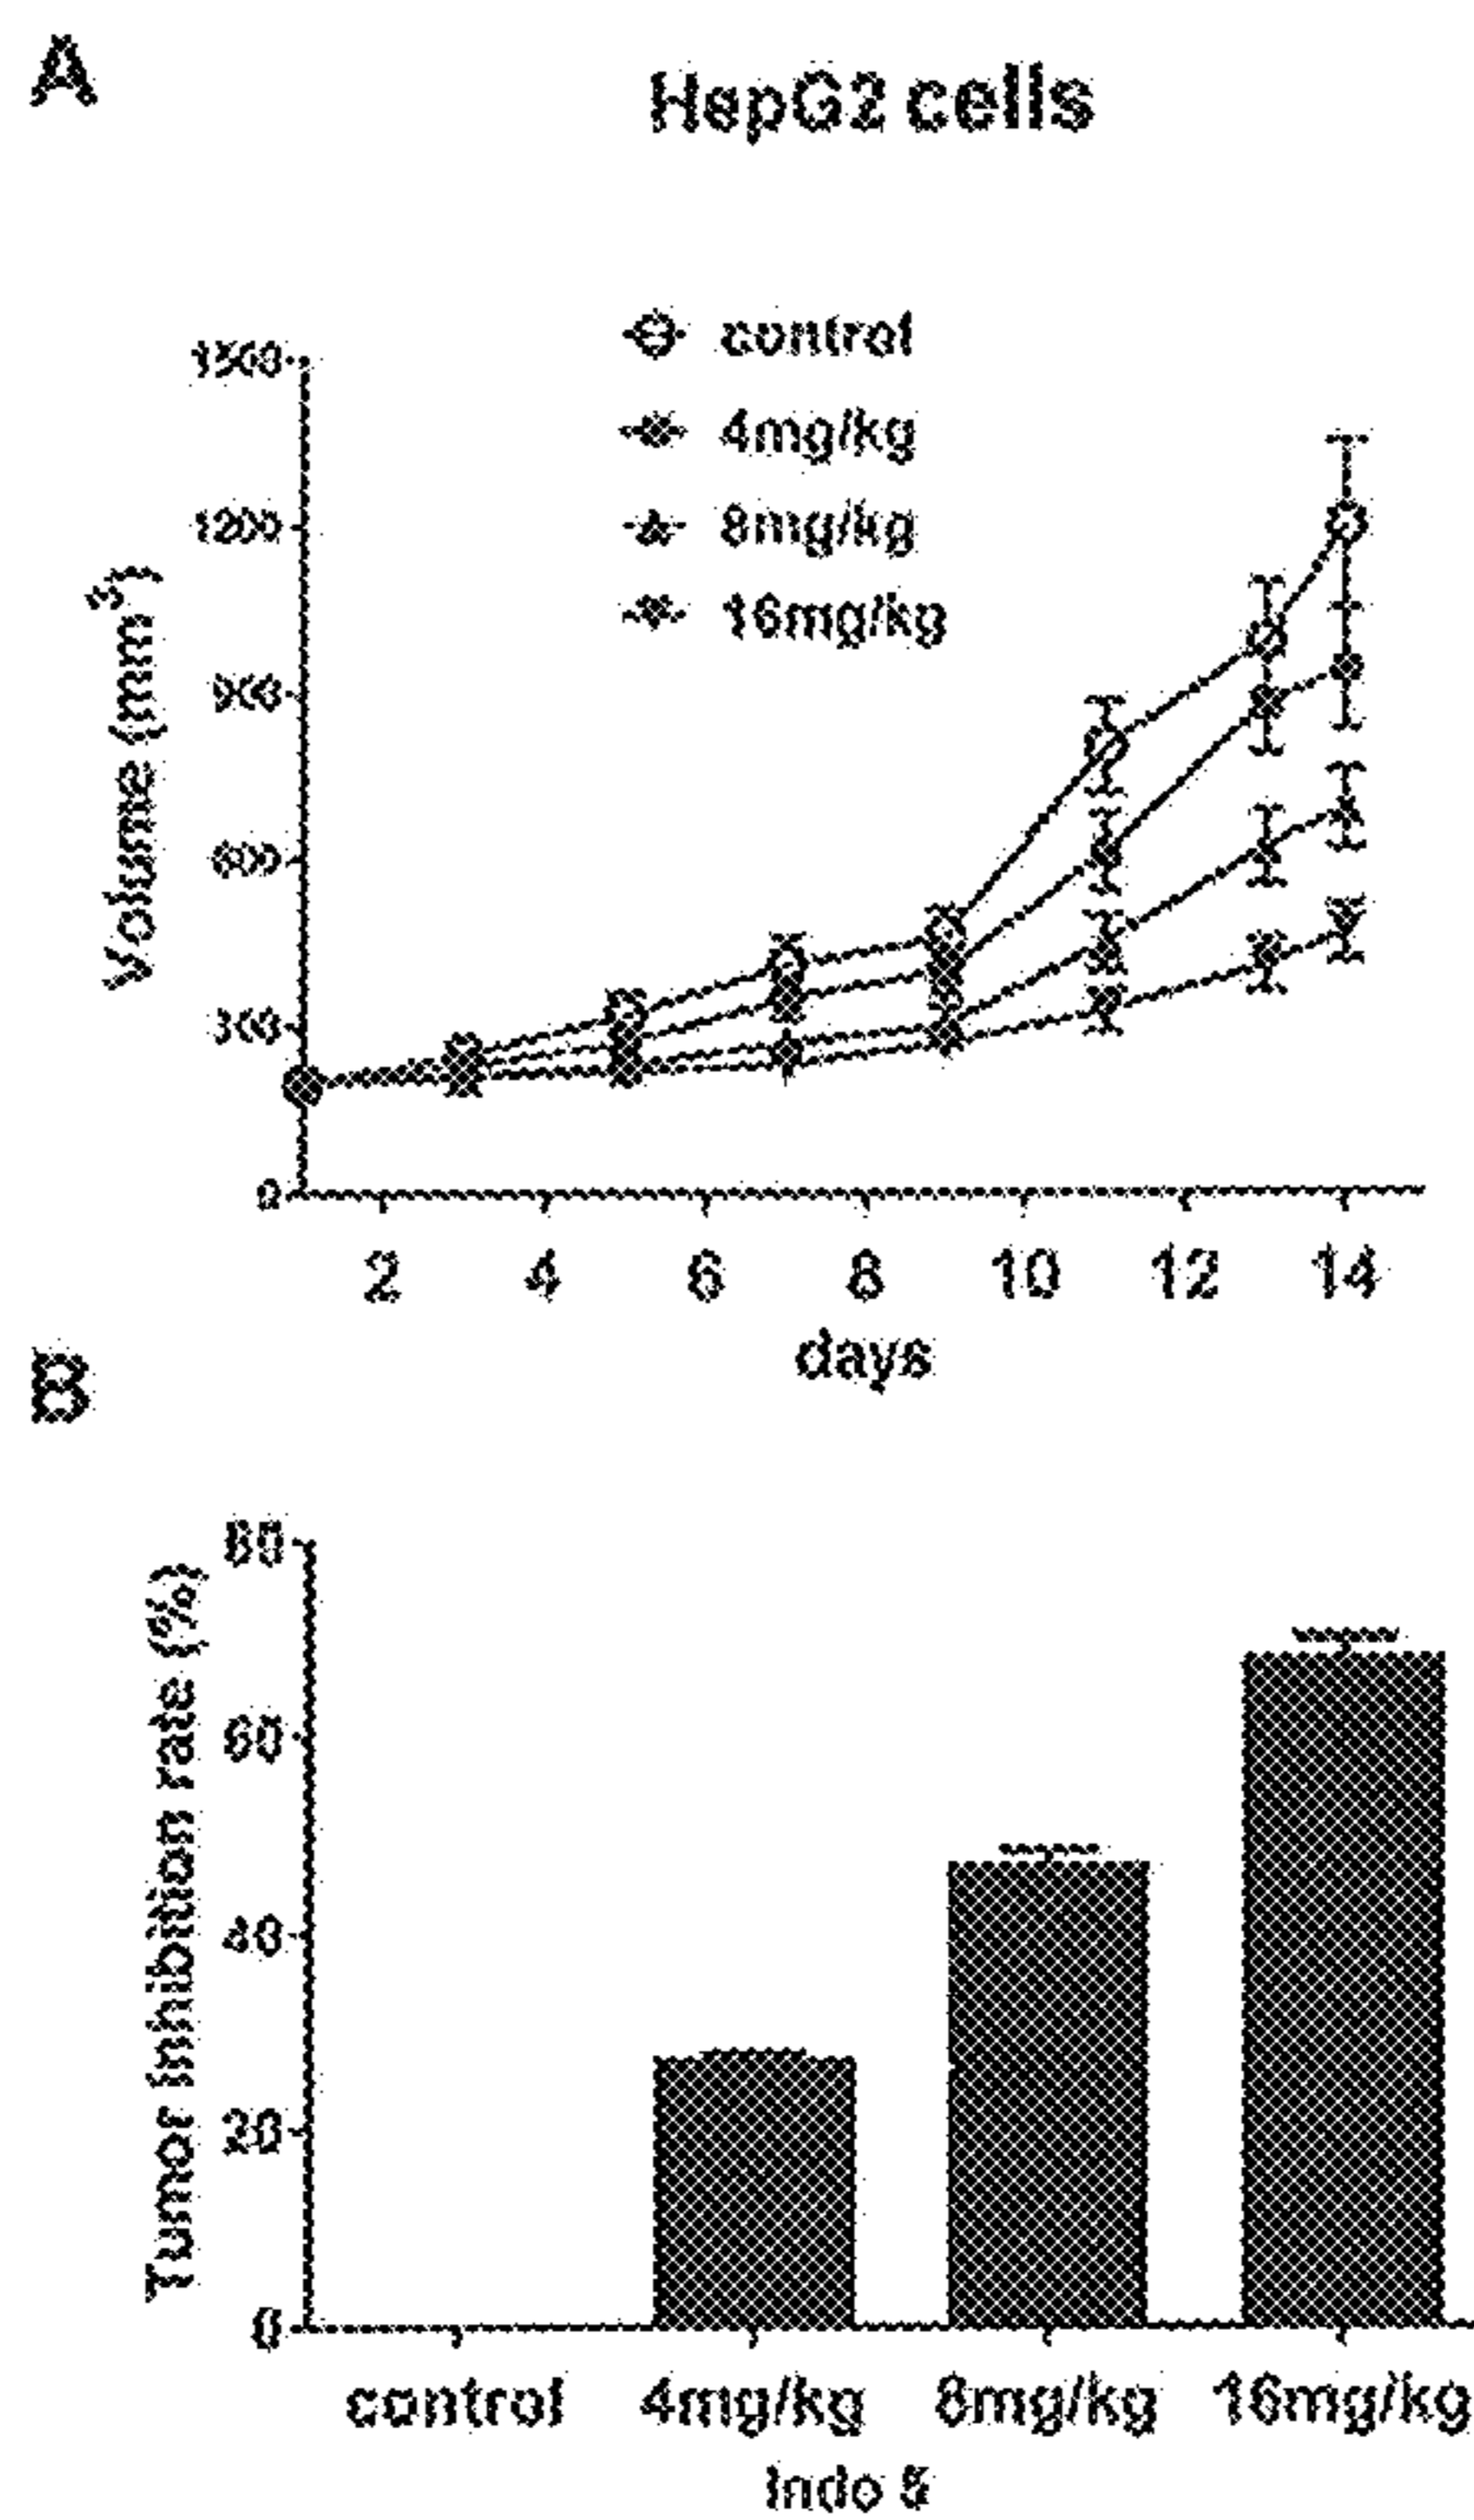 A
HepG2 cells
control
4mg/kg
8mg/kg
16mg/kg
1500
1200
900
600
300
0
Volume (mm³)
2 4 6 8 10 12 14
days
B
80
60
40
20
0
Tumor inhibition rate (%)
control 4mg/kg 8mg/kg 16mg/kg
Indo 5